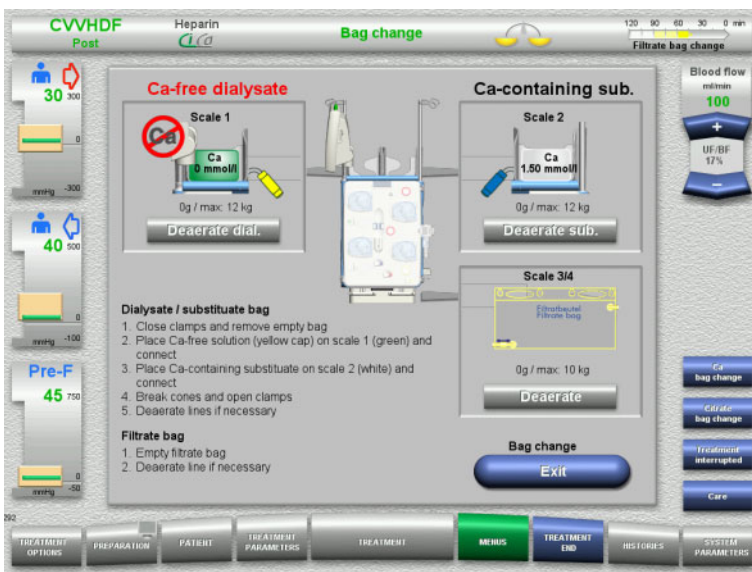 CVVHDF
Post
Heparin
Ci Ca
Bag change
120 90 60 30 0 min
Filtrate bag change
30 300
0
mmHg -300
40 500
0
mmHg -100
Pre-F
45 750
0
mmHg -50
Ca-free dialysate
Scale 1
Ca
Ca
0 mmol/l
0g / max: 12 kg
Deaerate dial.
Ca-containing sub.
Scale 2
Ca
1.50 mmol/l
0g / max: 12 kg
Deaerate sub.
Scale 3/4
Filtratbeutel
Filtrate bag
0g / max: 10 kg
Deaerate
Dialysate / substituate bag
1. Close clamps and remove empty bag
2. Place Ca-free solution (yellow cap) on scale 1 (green) and
connect
3. Place Ca-containing substituate on scale 2 (white) and
connect
4. Break cones and open clamps
5. Deaerate lines if necessary
Filtrate bag
1. Empty filtrate bag
2. Deaerate line if necessary
Bag change
Exit
Blood flow
ml/min
100
+
UF/BF
17%
–
Ca
bag change
Citrate
bag change
Treatment
interrupted
Care
292
TREATMENT
OPTIONS
PREPARATION
PATIENT
TREATMENT
PARAMETERS
TREATMENT
MENUS
TREATMENT
END
HISTORIES
SYSTEM
PARAMETERS